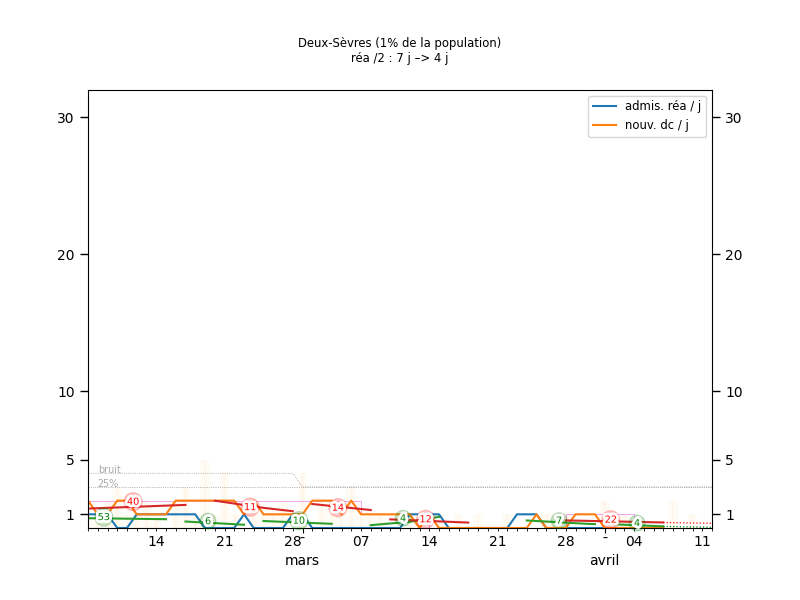 Deux-Sèvres (1% de la population)
réa /2 : 7 j –> 4 j
30 30
admis. réa / j
nouv. dc / j
20 20
10 10
5 5
bruit
25%
1 1
53 40 6 11 10 14 4 12 7 22 4
14 21 28 07 14 21 28 04 11
mars avril